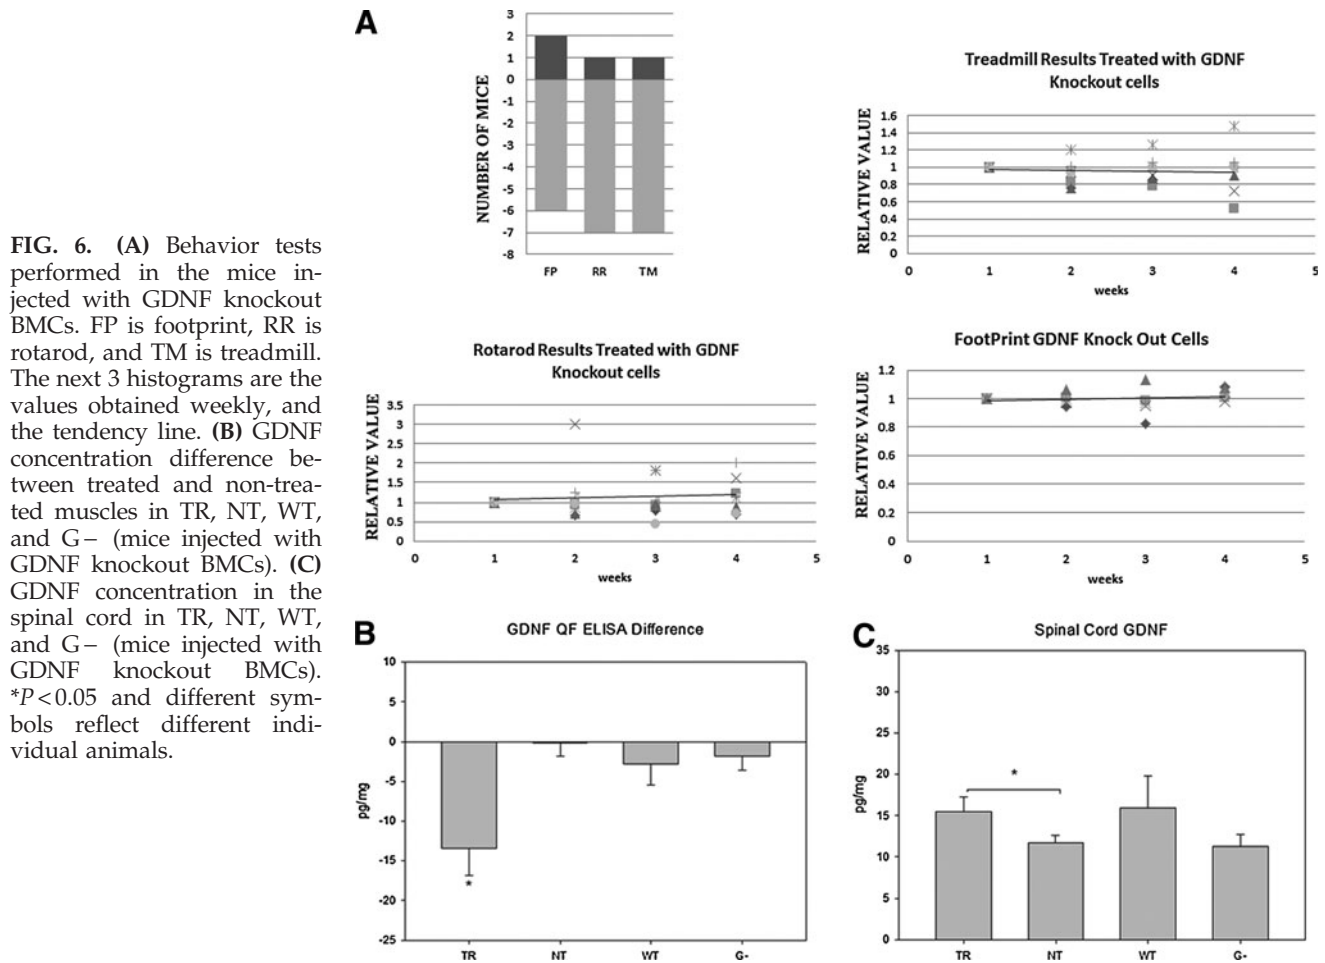 FIG. 6. (A) Behavior tests
performed in the mice in-
jected with GDNF knockout
BMCs. FP is footprint, RR is
rotarod, and TM is treadmill.
The next 3 histograms are the
values obtained weekly, and
the tendency line. (B) GDNF
concentration difference be-
tween treated and non-trea-
ted muscles in TR, NT, WT,
and G− (mice injected with
GDNF knockout BMCs). (C)
GDNF concentration in the
spinal cord in TR, NT, WT,
and G− (mice injected with
GDNF knockout BMCs).
*P<0.05 and different sym-
bols reflect different indi-
vidual animals.
A
NUMBER OF MICE
3
2
1
0
-1
-2
-3
-4
-5
-6
-7
-8
FP RR TM
Treadmill Results Treated with GDNF
Knockout cells
RELATIVE VALUE
1.6
1.4
1.2
1
0.8
0.6
0.4
0.2
0
0 1 2 3 4 5
weeks
Rotarod Results Treated with GDNF
Knockout cells
RELATIVE VALUE
3.5
3
2.5
2
1.5
1
0.5
0
0 1 2 3 4 5
weeks
FootPrint GDNF Knock Out Cells
RELATIVE VALUE
1.2
1
0.8
0.6
0.4
0.2
0
0 1 2 3 4 5
weeks
B
GDNF QF ELISA Difference
pg/mg
10
5
0
-5
-10
-15
-20
-25
*
TR NT WT G-
C
Spinal Cord GDNF
pg/mg
35
30
25
20
15
10
5
0
*
TR NT WT G-